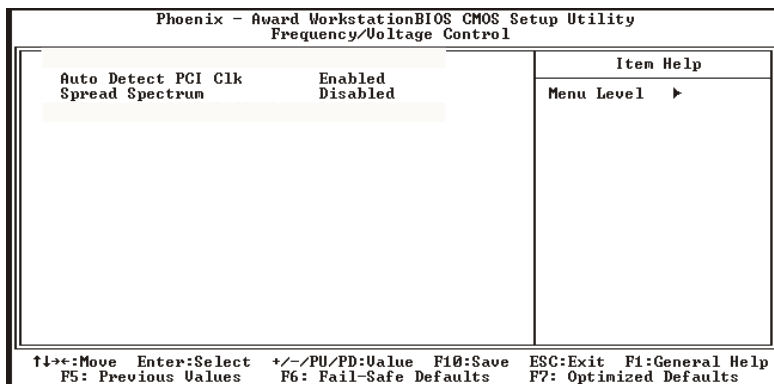 Phoenix - Award WorkstationBIOS CMOS Setup Utility
Frequency/Voltage Control
Auto Detect PCI Clk Enabled
Spread Spectrum Disabled
Item Help
Menu Level ▶
↑↓→←:Move Enter:Select +/-/PU/PD:Value F10:Save ESC:Exit F1:General Help
F5: Previous Values F6: Fail-Safe Defaults F7: Optimized Defaults